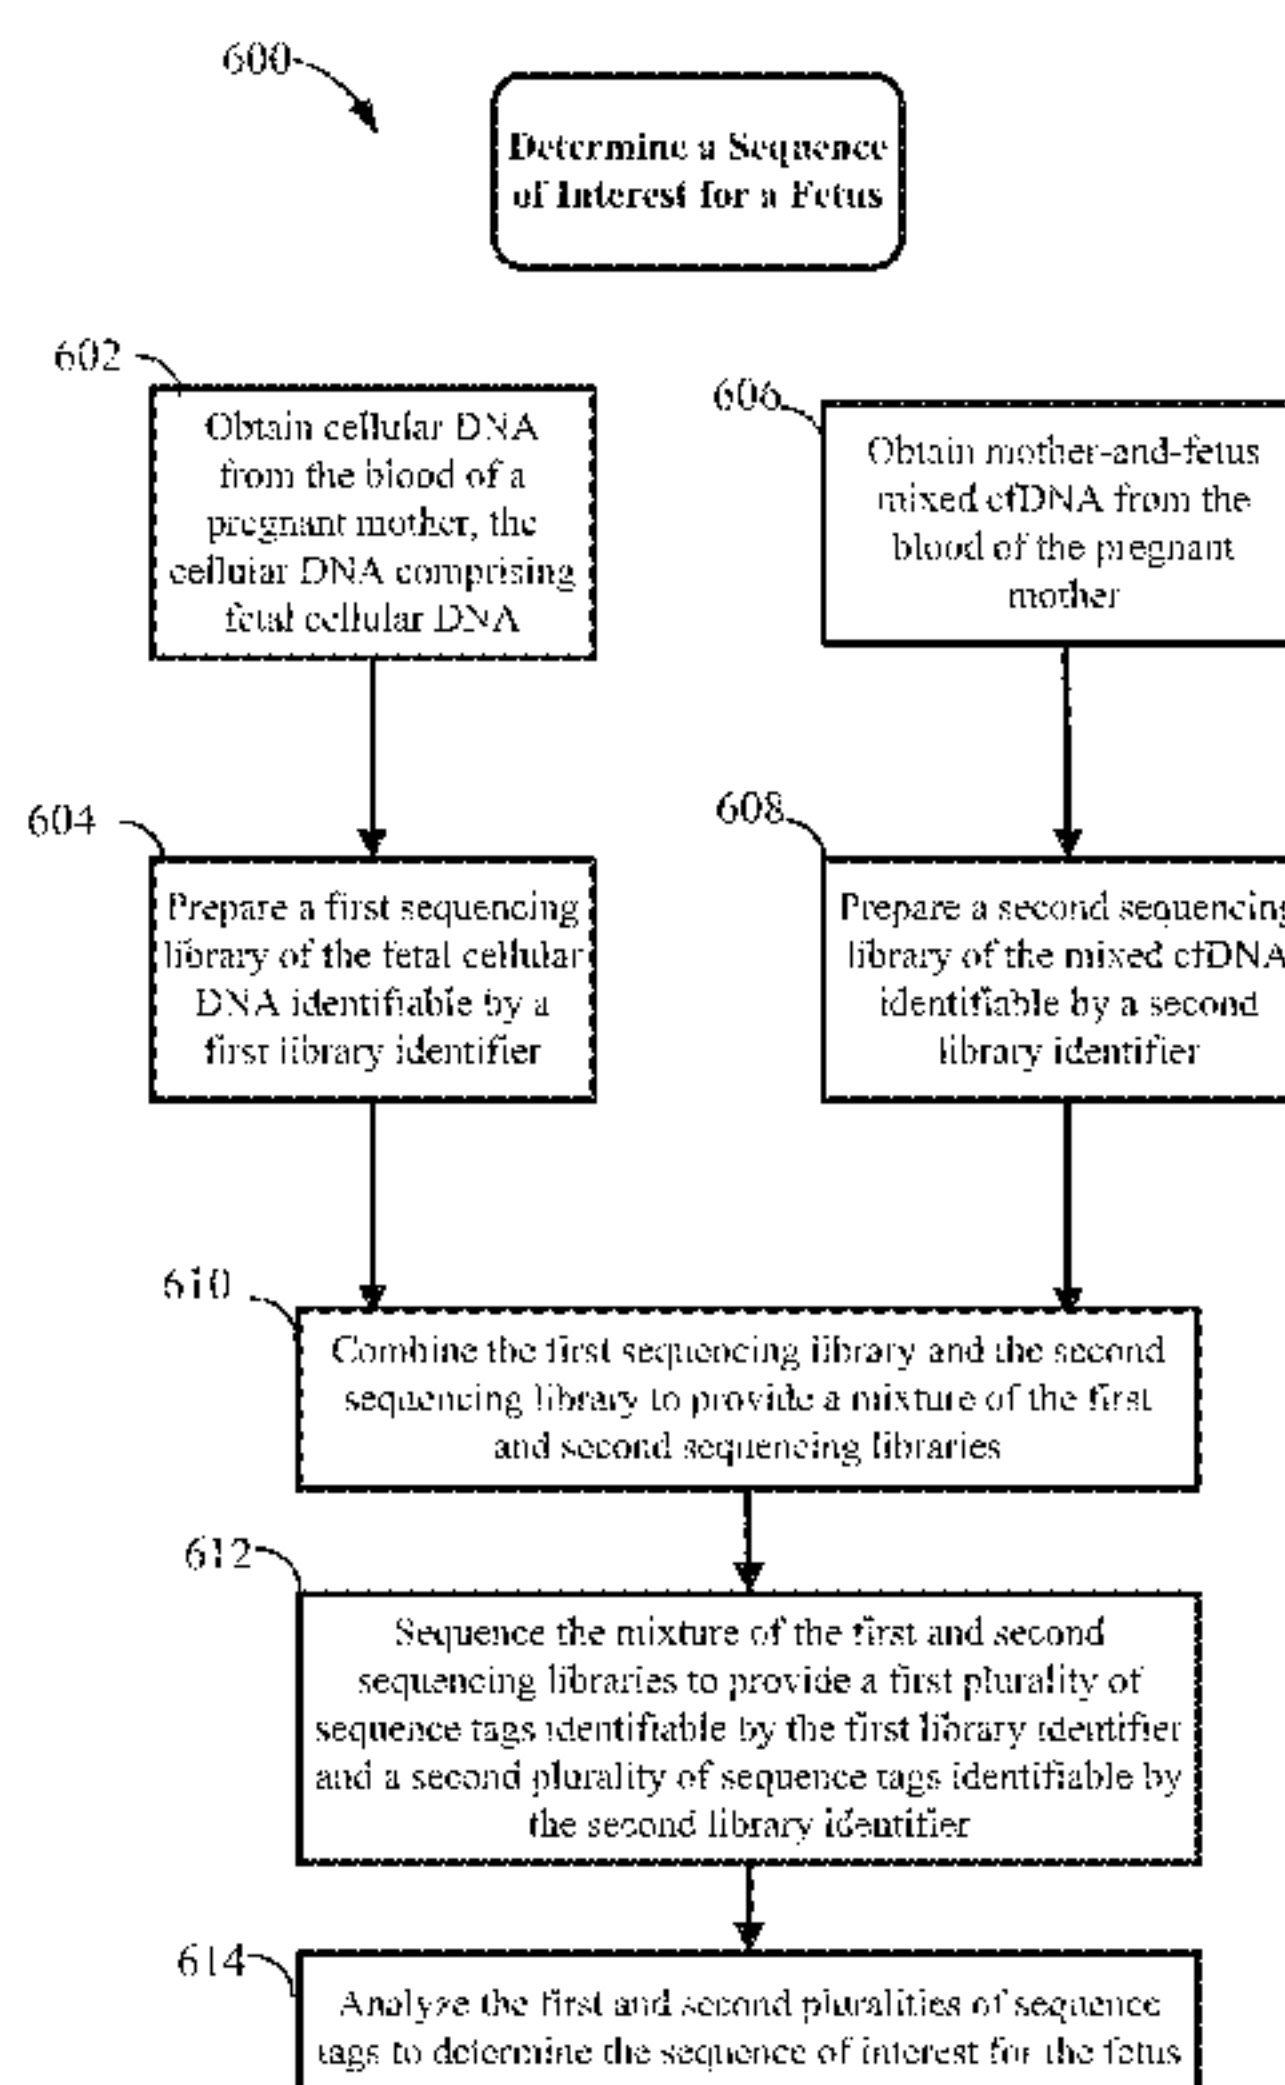 600
Determine a Sequence
of Interest for a Fetus
602
Obtain cellular DNA
from the blood of a
pregnant mother, the
cellular DNA comprising
fetal cellular DNA
606
Obtain mother-and-fetus
mixed cfDNA from the
blood of the pregnant
mother
604
Prepare a first sequencing
library of the fetal cellular
DNA identifiable by a
first library identifier
608
Prepare a second sequencing
library of the mixed cfDNA
identifiable by a second
library identifier
610
Combine the first sequencing library and the second
sequencing library to provide a mixture of the first
and second sequencing libraries
612
Sequence the mixture of the first and second
sequencing libraries to provide a first plurality of
sequence tags identifiable by the first library identifier
and a second plurality of sequence tags identifiable by
the second library identifier
614
Analyze the first and second pluralities of sequence
tags to determine the sequence of interest for the fetus